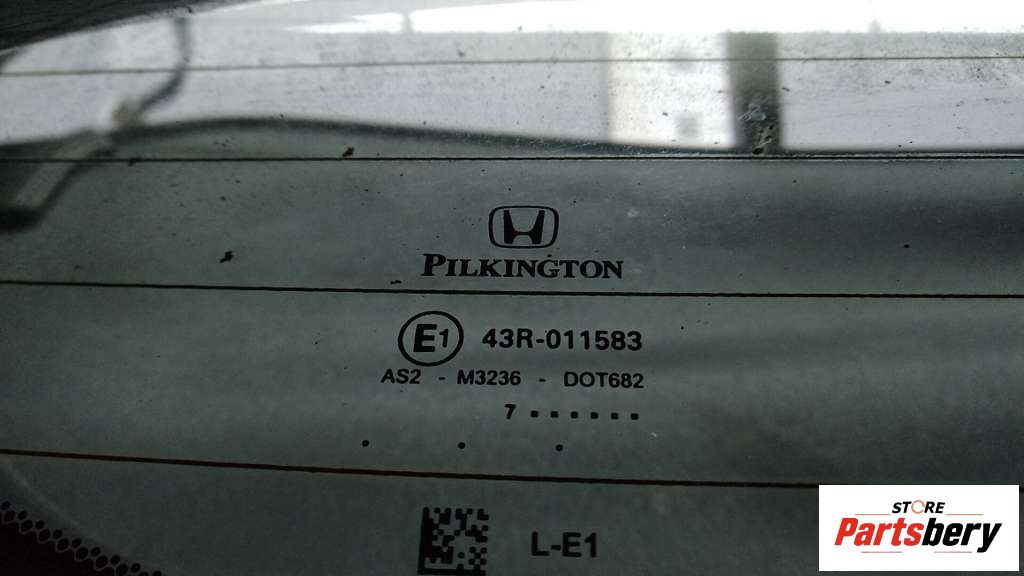 PILKINGTON
E1 43R-011583
AS2 - M3236 - DOT682
7 ......
. . .
L-E1
STORE
Partsbery